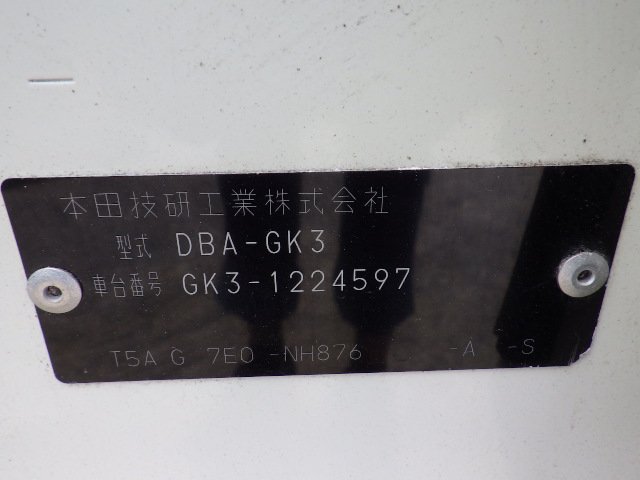 本田技研工業株式会社
型式 DBA-GK3
車台番号 GK3-1224597
T5A G 7E0 -NH876 -A -S